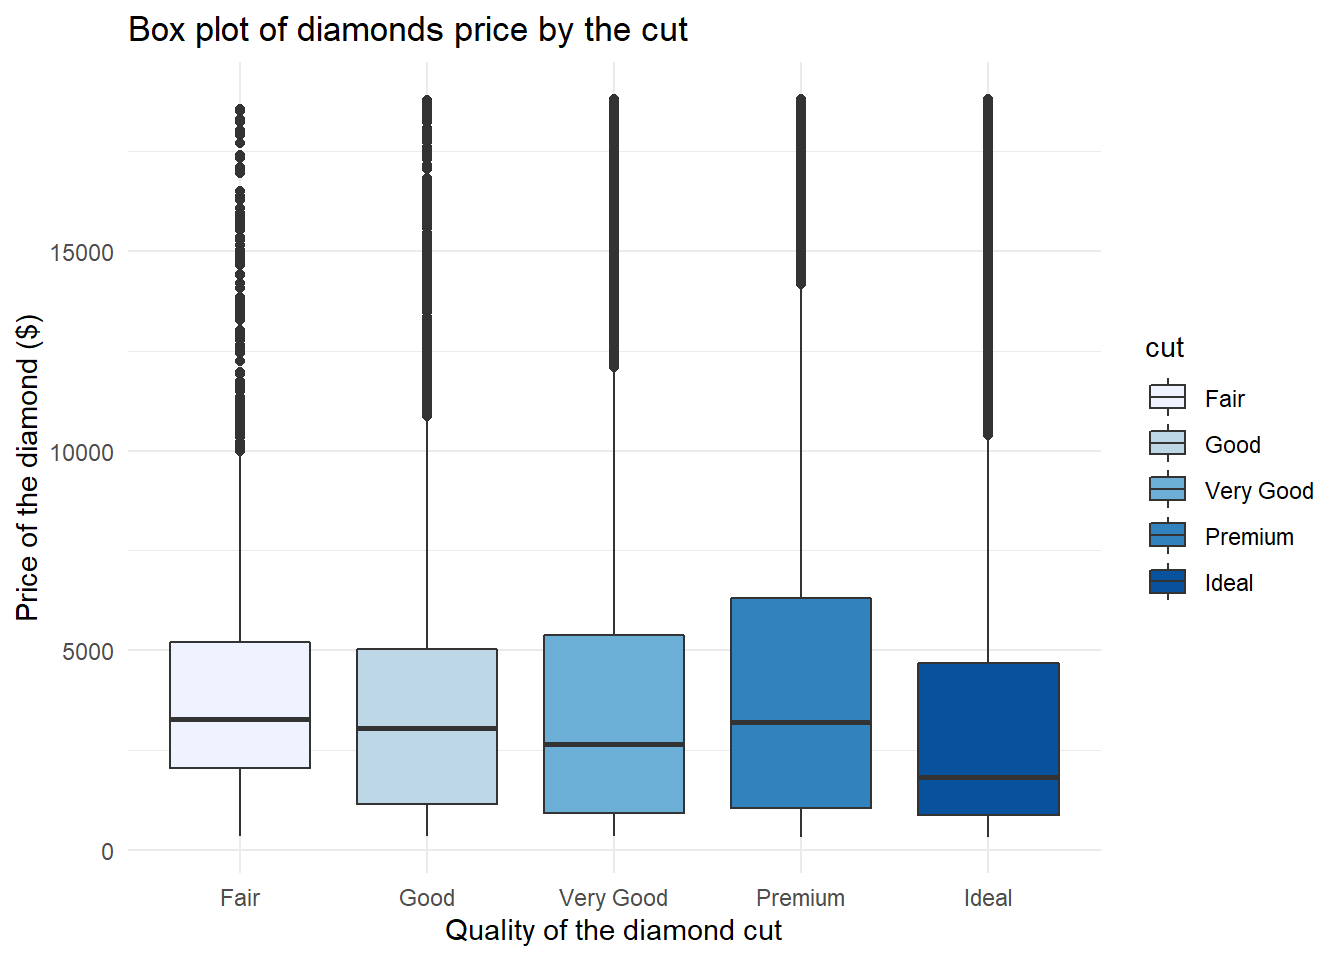 Box plot of diamonds price by the cut
Price of the diamond ($)
15000
10000
5000
0
Fair
Good
Very Good
Premium
Ideal
Quality of the diamond cut
cut
Fair
Good
Very Good
Premium
Ideal